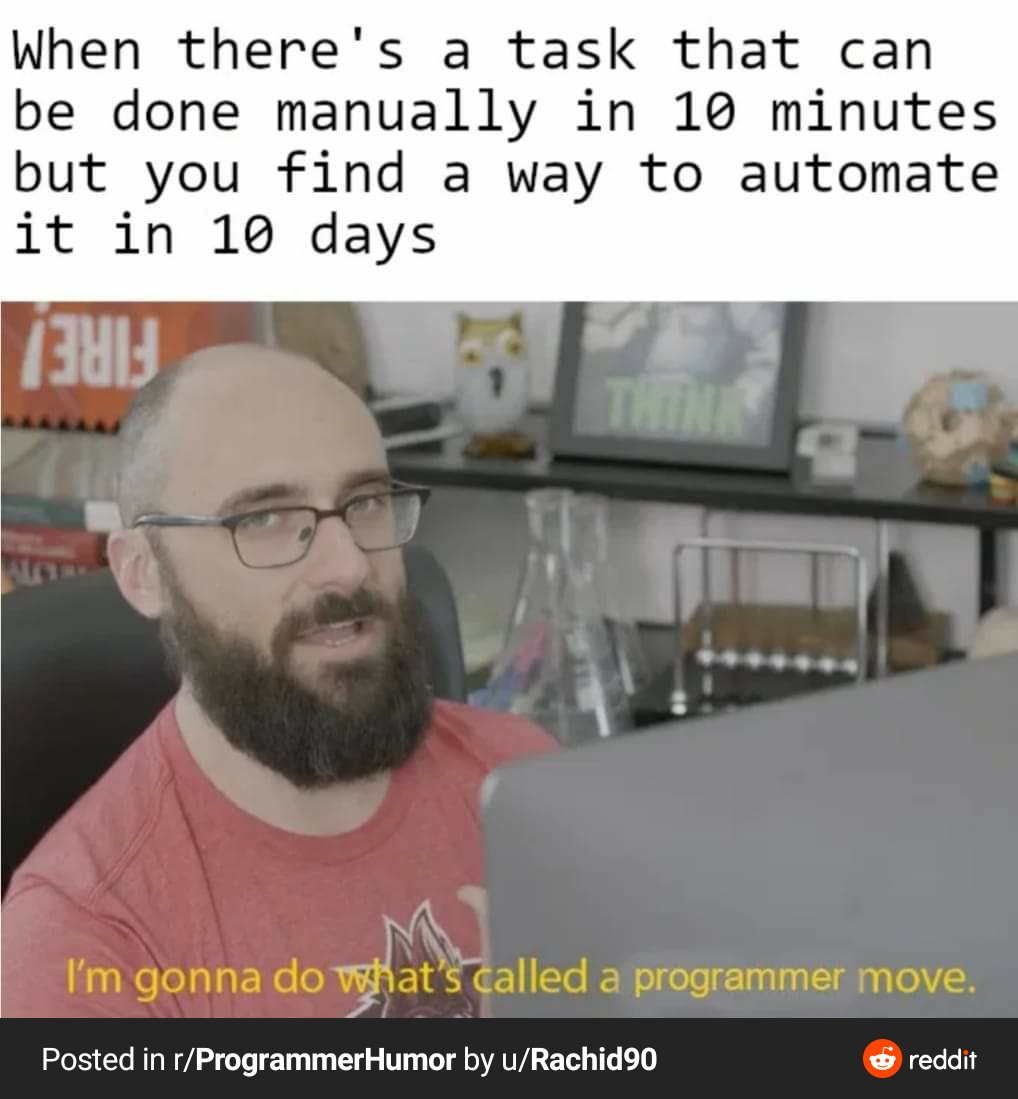 When there's a task that can
be done manually in 10 minutes
but you find a way to automate
it in 10 days
FIRE!
THINK
I'm gonna do what's called a programmer move.
Posted in r/ProgrammerHumor by u/Rachid90
reddit